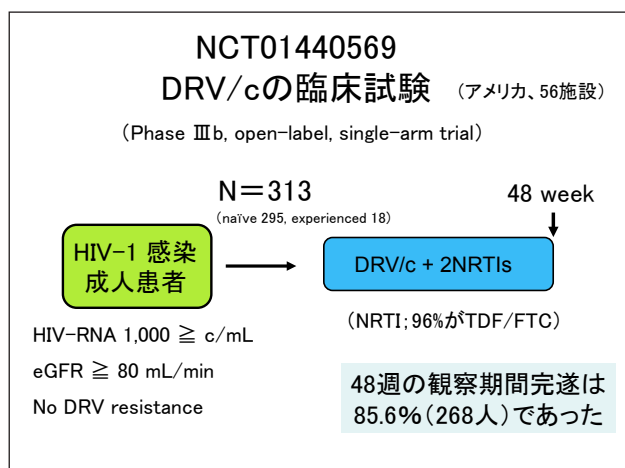 NCT01440569
DRV/cの臨床試験 (アメリカ、56施設)
(Phase Ⅲb, open-label, single-arm trial)
N=313
(naïve 295, experienced 18)
48 week
HIV-1 感染
成人患者
DRV/c + 2NRTIs
HIV-RNA 1,000 ≧ c/mL
eGFR ≧ 80 mL/min
No DRV resistance
(NRTI;96%がTDF/FTC)
48週の観察期間完遂は
85.6%(268人)であった